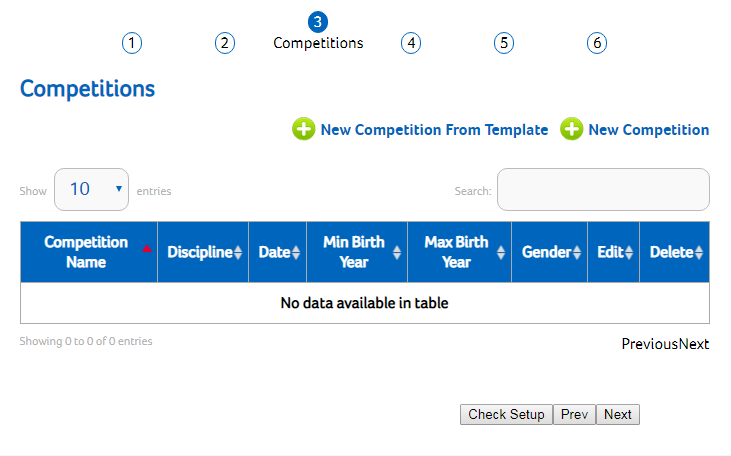 3
1 2 Competitions 4 5 6
Competitions
New Competition From Template New Competition
Show 10 entries Search:
Competition Name Discipline Date Min Birth Year Max Birth Year Gender Edit Delete
No data available in table
Showing 0 to 0 of 0 entries PreviousNext
Check Setup Prev Next